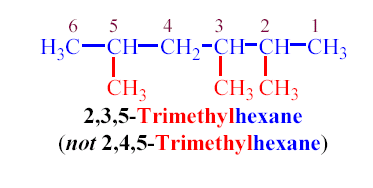 6 5 4 3 2 1
H₃C—CH—CH₂—CH—CH—CH₃
CH₃ CH₃ CH₃
2,3,5-Trimethylhexane
(not 2,4,5-Trimethylhexane)